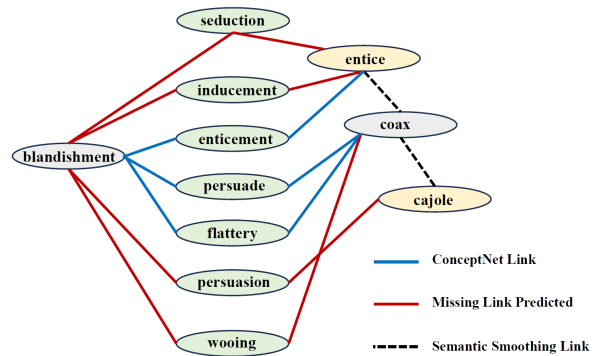 seduction
entice
inducement
coax
enticement
blandishment
persuade
cajole
flattery
ConceptNet Link
persuasion
Missing Link Predicted
wooing
Semantic Smoothing Link